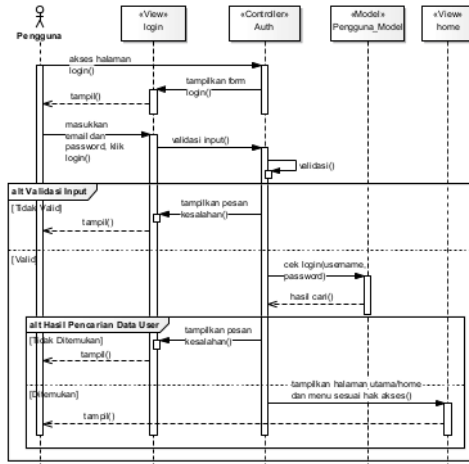 «View»
login
«Controller»
Auth
«Model»
Pengguna_Model
«View»
home
Pengguna
akses halaman
login()
tampilkan form
login()
tampil()
masukkan
email dan
password, klik
login()
validasi input()
validasi()
alt Validasi Input
[Tidak Valid]
tampilkan pesan
kesalahan()
tampil()
[Valid]
cek login(username,
password)
hasil cari()
alt Hasil Pencarian Data User
[Tidak Ditemukan]
tampilkan pesan
kesalahan()
tampil()
[Ditemukan]
tampilkan halaman utama/home
dan menu sesuai hak akses()
tampil()